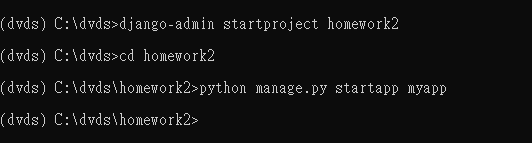 (dvds) C:\dvds>django-admin startproject homework2
(dvds) C:\dvds>cd homework2
(dvds) C:\dvds\homework2>python manage.py startapp myapp
(dvds) C:\dvds\homework2>